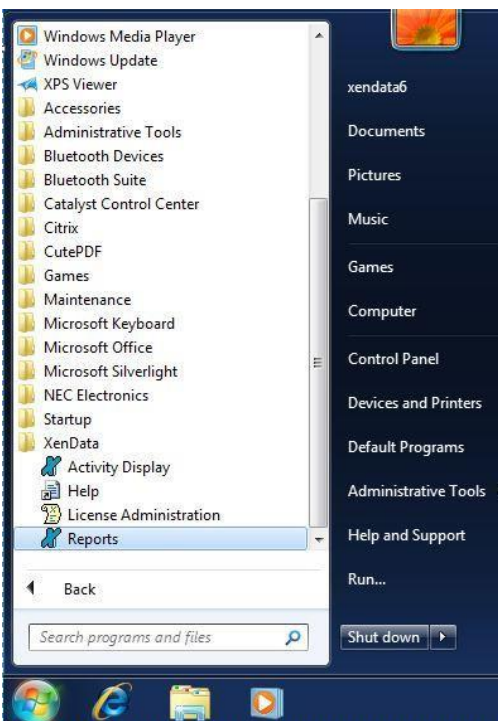 Windows Media Player
Windows Update
XPS Viewer
Accessories
Administrative Tools
Bluetooth Devices
Bluetooth Suite
Catalyst Control Center
Citrix
CutePDF
Games
Maintenance
Microsoft Keyboard
Microsoft Office
Microsoft Silverlight
NEC Electronics
Startup
XenData
Activity Display
Help
License Administration
Reports
Back
Search programs and files
xendata6
Documents
Pictures
Music
Games
Computer
Control Panel
Devices and Printers
Default Programs
Administrative Tools
Help and Support
Run...
Shut down